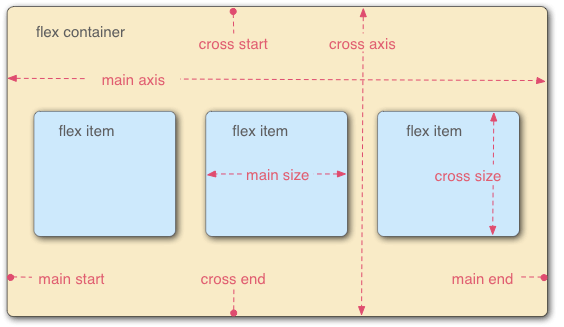 flex container
cross start
cross axis
main axis
flex item
flex item
flex item
main size
cross size
main start
cross end
main end